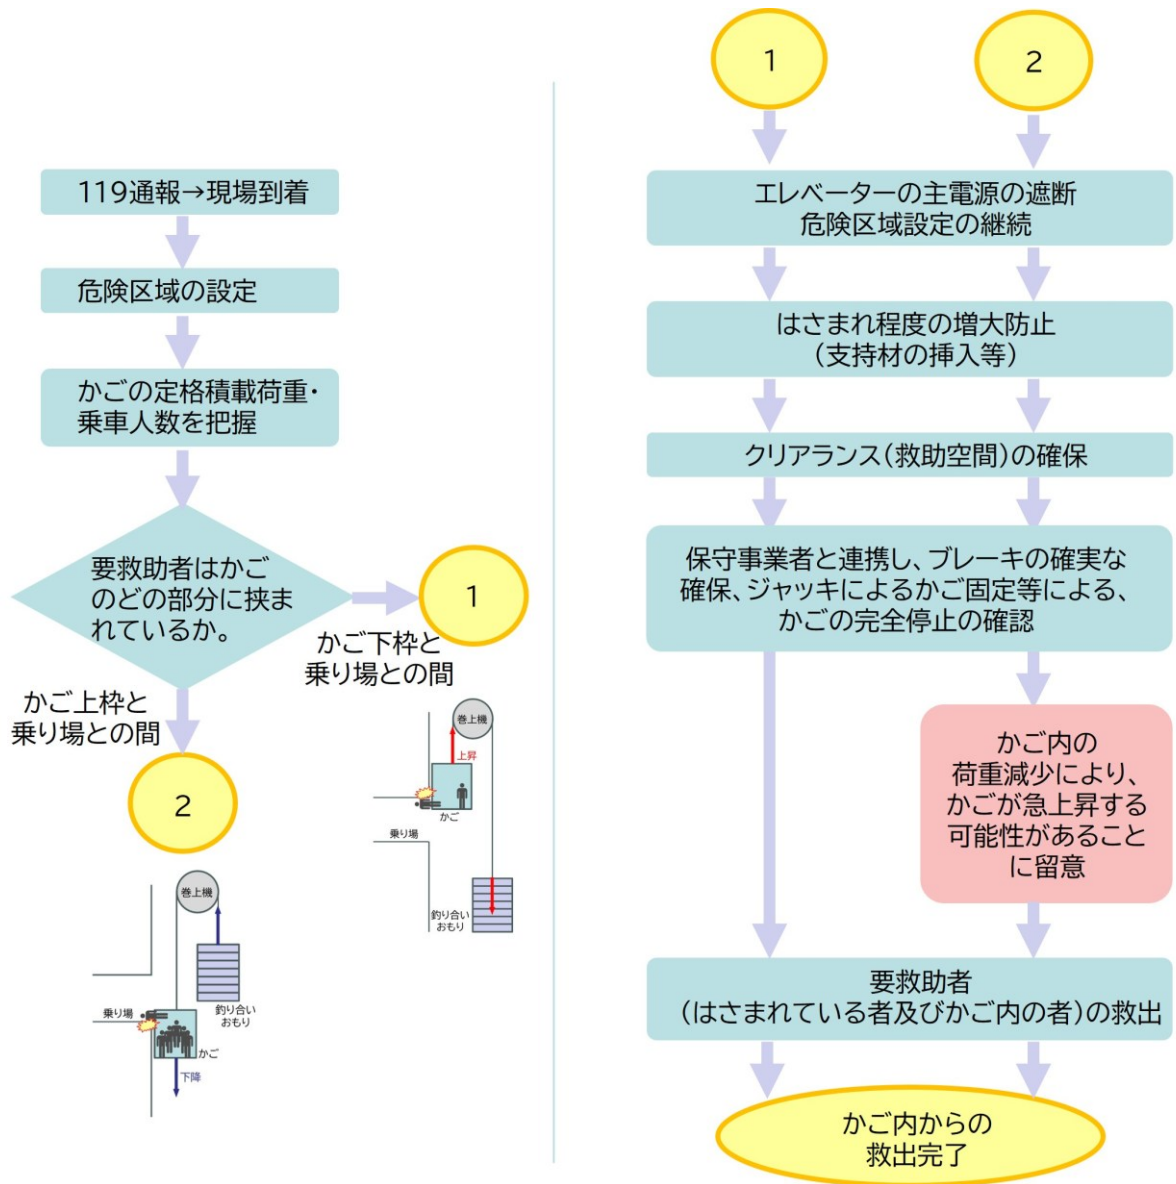 119通報→現場到着
危険区域の設定
かごの定格積載荷重・
乗車人数を把握
要救助者はかご
のどの部分に挟ま
れているか。
1
かご下枠と
乗り場との間
かご上枠と
乗り場との間
2
巻上機
上昇
かご
乗り場
釣り合い
おもり
巻上機
釣り合い
おもり
乗り場
かご
下降
1
2
エレベーターの主電源の遮断
危険区域設定の継続
はさまれ程度の増大防止
（支持材の挿入等）
クリアランス（救助空間）の確保
保守事業者と連携し、ブレーキの確実な
確保、ジャッキによるかご固定等による、
かごの完全停止の確認
かご内の
荷重減少により、
かごが急上昇する
可能性があること
に留意
要救助者
（はさまれている者及びかご内の者）の救出
かご内からの
救出完了